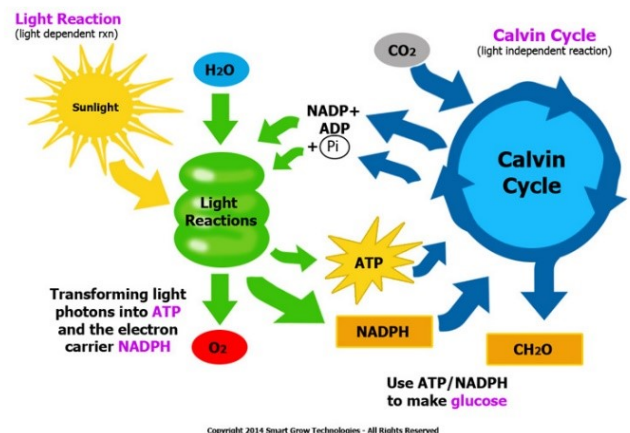 Light Reaction
(light dependent rxn)
Sunlight
H₂O
CO₂
Calvin Cycle
(light independent reaction)
NADP+
ADP
+ Pi
Light
Reactions
Calvin
Cycle
ATP
Transforming light
photons into ATP
and the electron
carrier NADPH
O₂
NADPH
CH₂O
Use ATP/NADPH
to make glucose
Copyright 2014 Smart Grow Technologies - All Rights Reserved